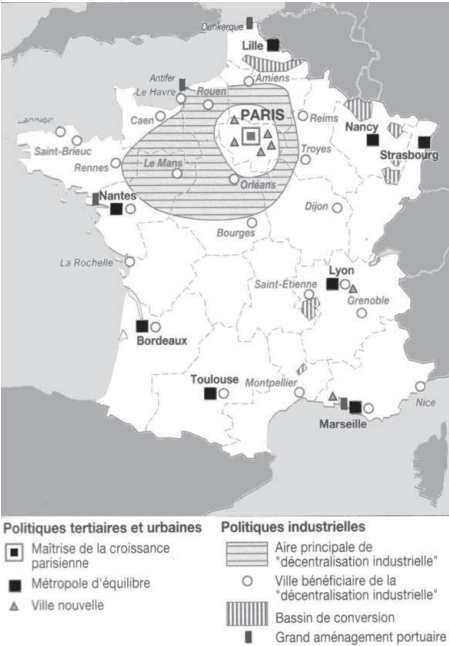 Dunkerque
Lille
Amiens
Antifer
Le Havre
Rouen
Caen
PARIS
Reims
Nancy
Strasbourg
Saint-Brieuc
Rennes
Le Mans
Troyes
Orléans
Nantes
Bourges
Dijon
La Rochelle
Lyon
Saint-Étienne
Grenoble
Bordeaux
Toulouse
Montpellier
Nice
Marseille
Politiques tertiaires et urbaines
Maîtrise de la croissance
parisienne
Métropole d'équilibre
Ville nouvelle
Politiques industrielles
Aire principale de
"décentralisation industrielle"
Ville bénéficiaire de la
"décentralisation industrielle"
Bassin de conversion
Grand aménagement portuaire